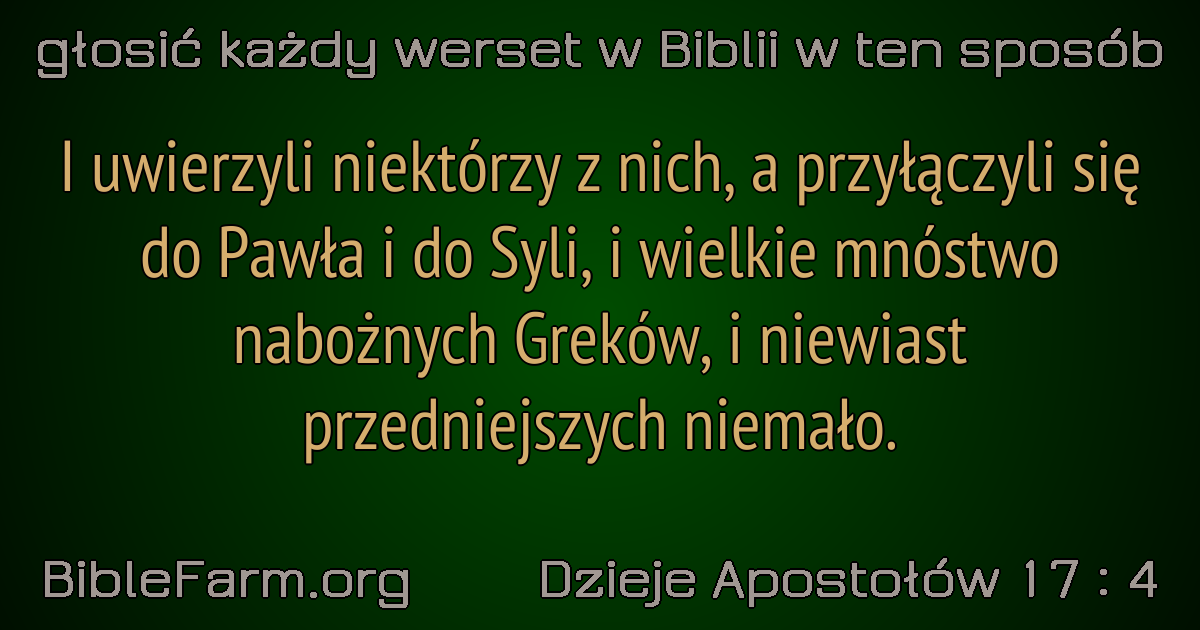 głosić każdy werset w Biblii w ten sposób
I uwierzyli niektórzy z nich, a przyłączyli się
do Pawła i do Syli, i wielkie mnóstwo
nabożnych Greków, i niewiast
przedniejszych niemało.
BibleFarm.org Dzieje Apostołów 17 : 4